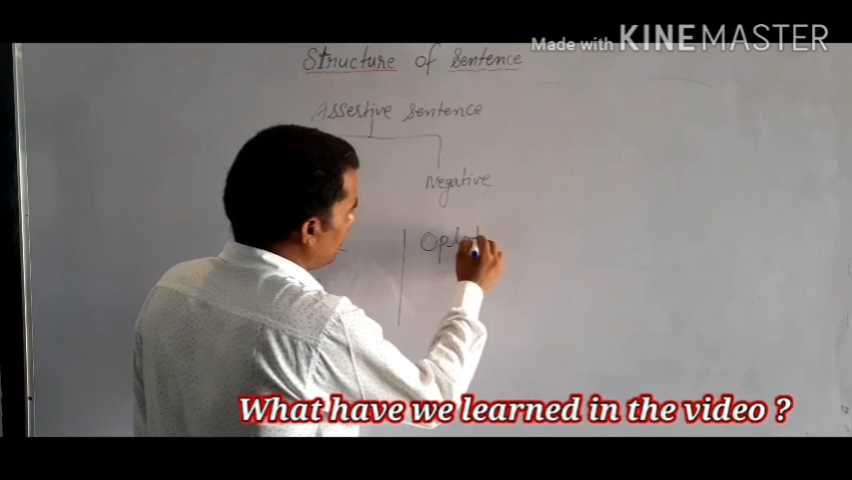 Made with KINEMASTER
Structure of Sentence
Assertive Sentence
Negative
What have we learned in the video ?